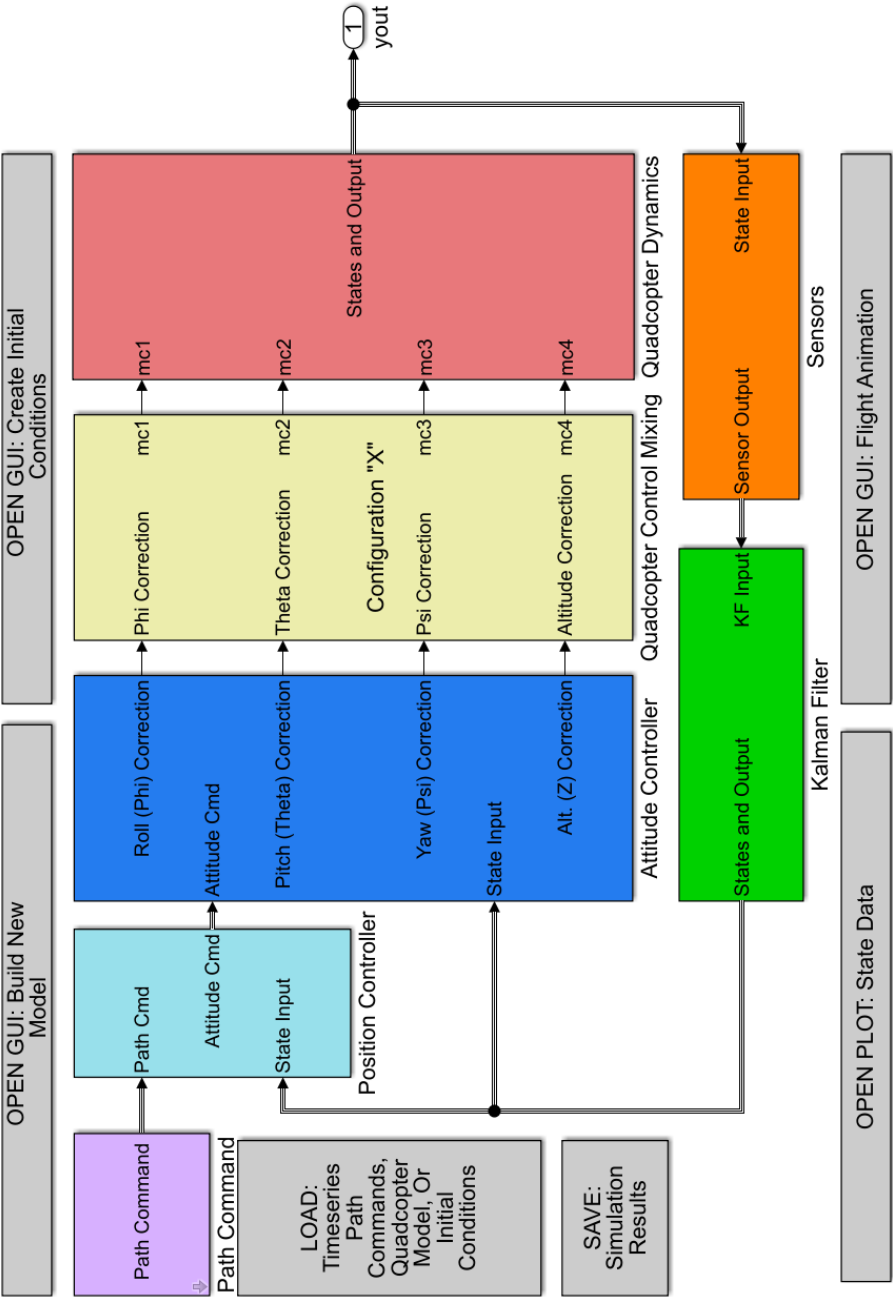 OPEN GUI: Build New
Model
OPEN GUI: Create Initial
Conditions
Path Command
Path Command
Path Cmd
Attitude Cmd
State Input
Position Controller
Roll (Phi) Correction
Attitude Cmd
Pitch (Theta) Correction
Yaw (Psi) Correction
State Input
Alt. (Z) Correction
Attitude Controller
Phi Correction
mc1
Theta Correction
mc2
Configuration "X"
Psi Correction
mc3
Altitude Correction
mc4
Quadcopter Control Mixing
mc1
mc2
States and Output
mc3
mc4
Quadcopter Dynamics
1
yout
LOAD:
Timeseries
Path
Commands,
Quadcopter
Model, Or
Initial
Conditions
SAVE:
Simulation
Results
States and Output
KF Input
Kalman Filter
Sensor Output
State Input
Sensors
OPEN PLOT: State Data
OPEN GUI: Flight Animation